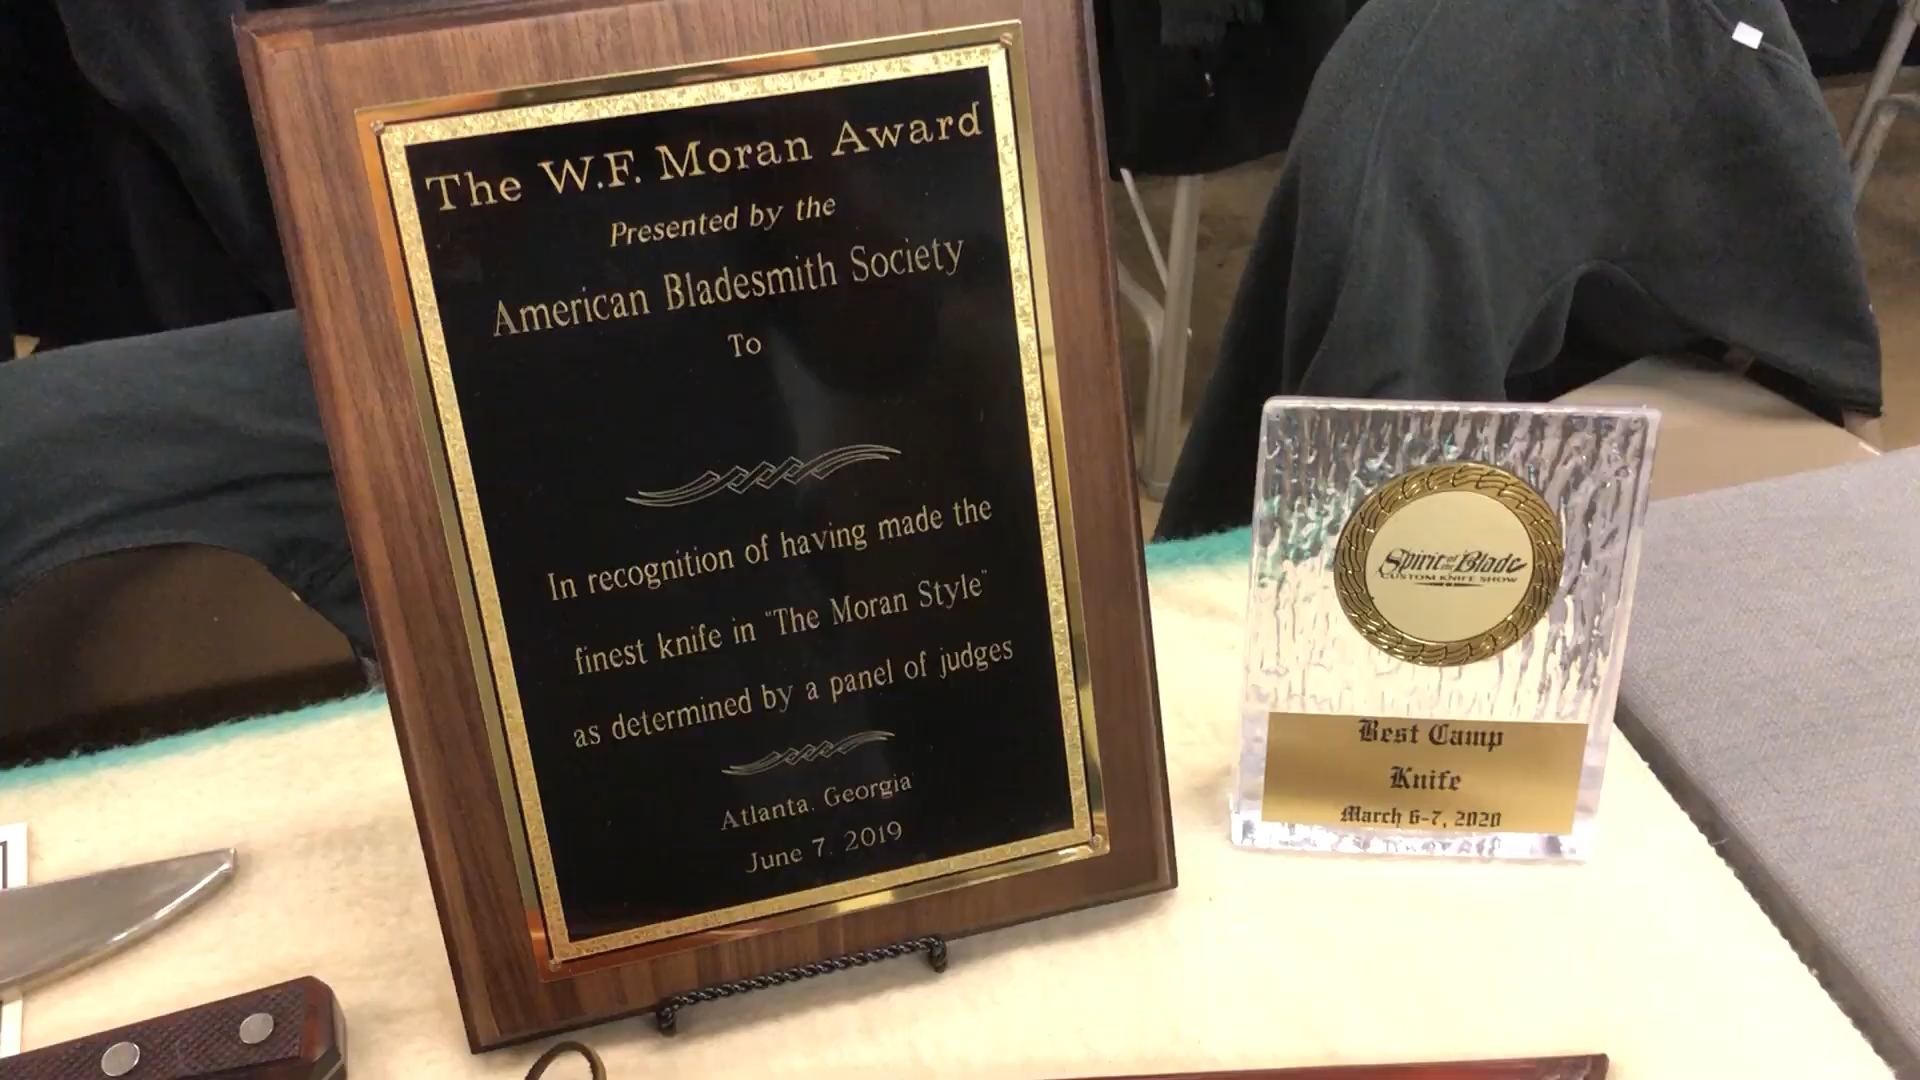 The W.F. Moran Award
Presented by the
American Bladesmith Society
To
In recognition of having made the
finest knife in "The Moran Style"
as determined by a panel of judges
Atlanta, Georgia
June 7, 2019
Spirit of the Blade
CUSTOM KNIFE SHOW
Best Camp
Knife
March 6-7, 2020